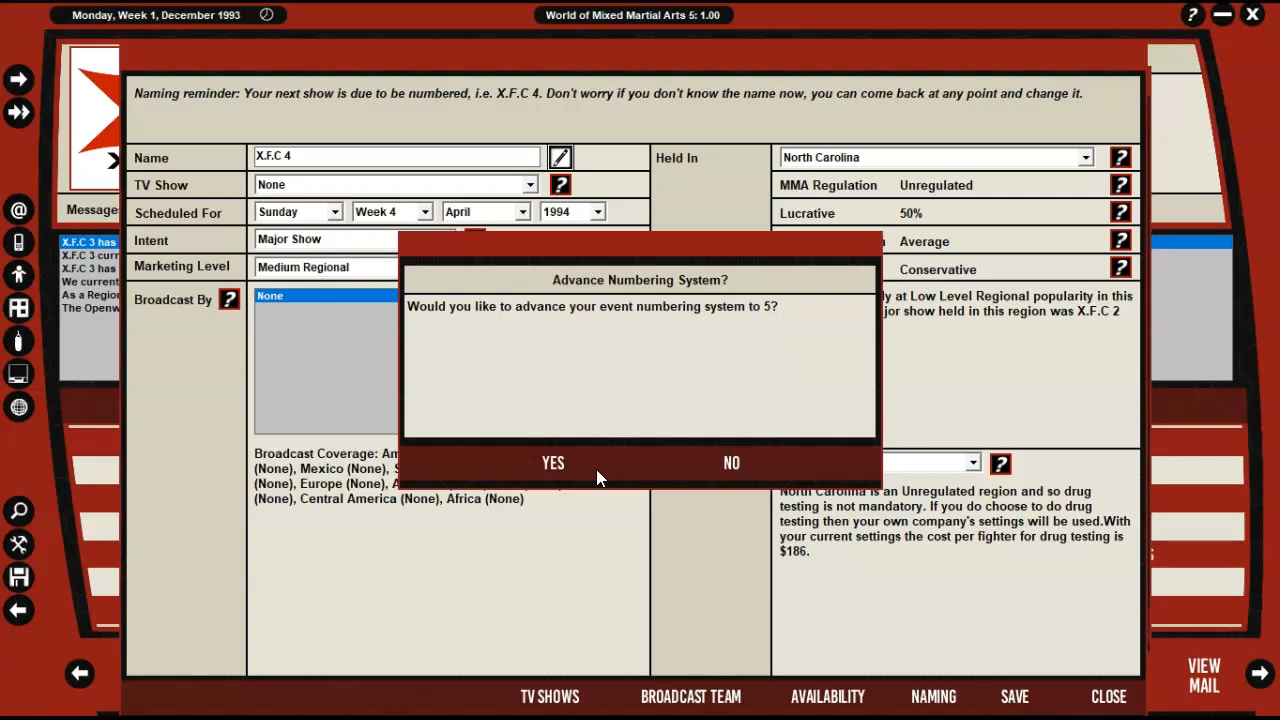 Monday, Week 1, December 1993
World of Mixed Martial Arts 5: 1.00
Naming reminder: Your next show is due to be numbered, i.e. X.F.C 4. Don't worry if you don't know the name now, you can come back at any point and change it.
Name
X.F.C 4
Held In
North Carolina
TV Show
None
MMA Regulation
Unregulated
Messages
Scheduled For
Sunday
Week 4
April
1994
Lucrative
50%
X.F.C 3 has
Intent
Major Show
Average
X.F.C 3 curr
X.F.C 3 has
Marketing Level
Medium Regional
Conservative
We current
As a Region
The Openw
Broadcast By
None
Advance Numbering System?
Would you like to advance your event numbering system to 5?
YES
NO
ly at Low Level Regional popularity in this
jor show held in this region was X.F.C 2
Broadcast Coverage: Am
(None), Mexico (None), S
(None), Europe (None), A
(None), Central America (None), Africa (None)
North Carolina is an Unregulated region and so drug
testing is not mandatory. If you do choose to do drug
testing then your own company's settings will be used.With
your current settings the cost per fighter for drug testing is
$186.
TV SHOWS
BROADCAST TEAM
AVAILABILITY
NAMING
SAVE
CLOSE
VIEW
MAIL